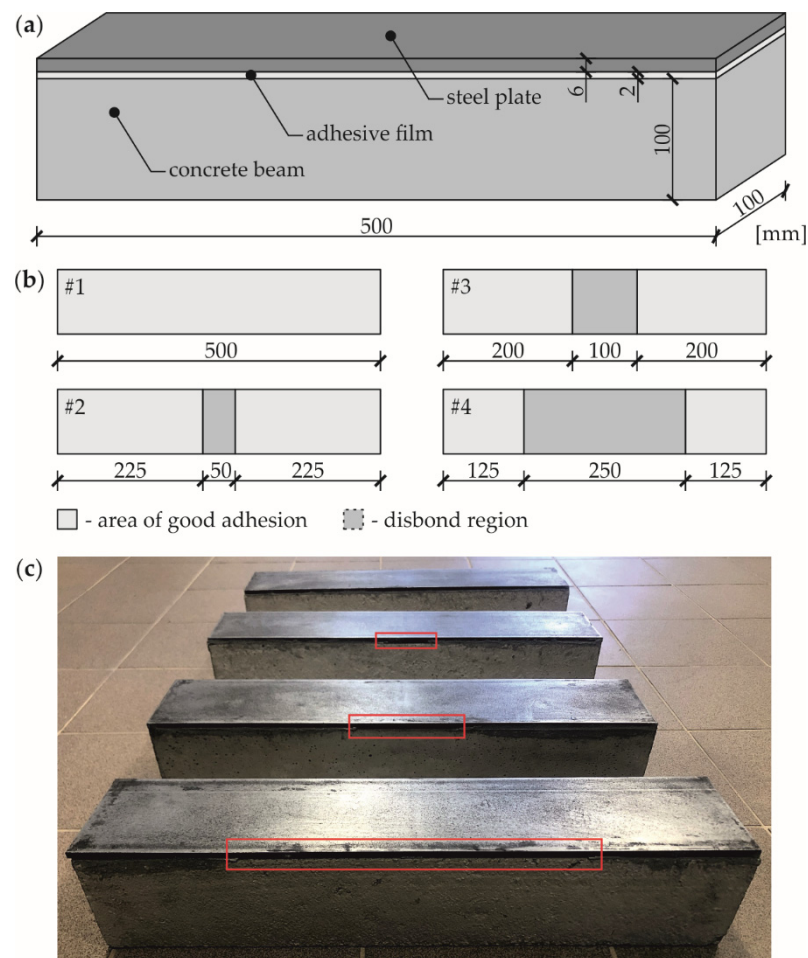 (a)
steel plate
adhesive film
concrete beam
6
2
100
100
500
[mm]
(b)
#1
500
#3
200 100 200
#2
225 50 225
#4
125 250 125
- area of good adhesion - disbond region
(c)